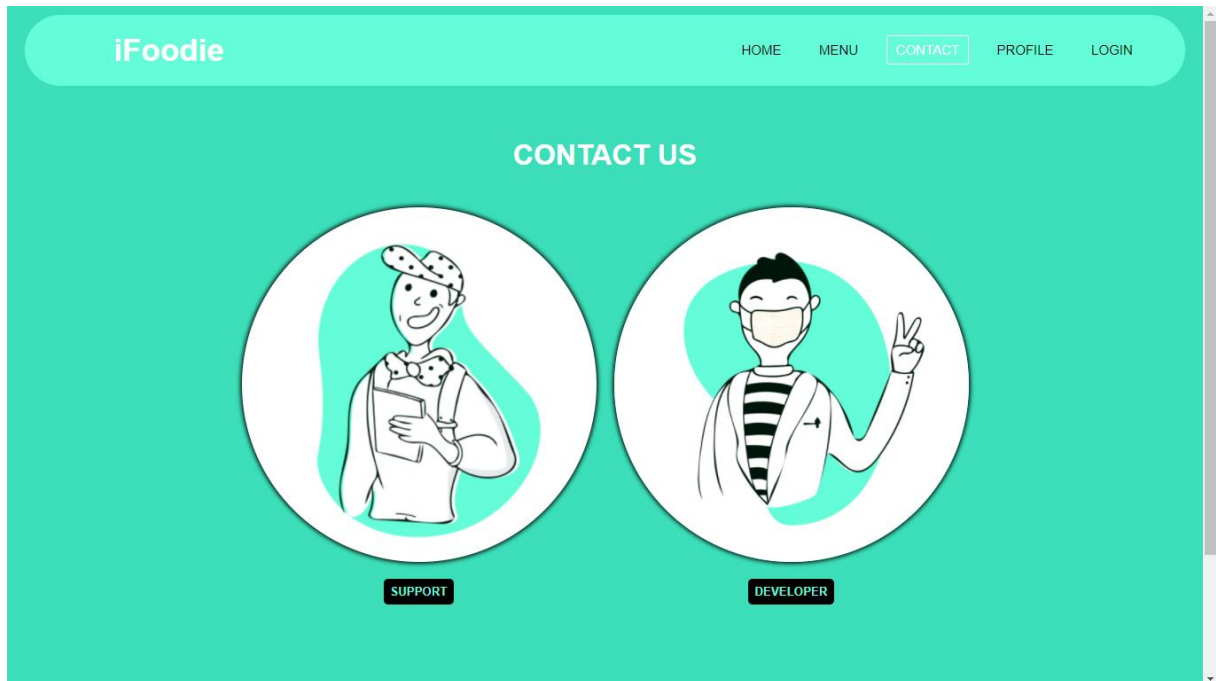 iFoodie
HOME MENU CONTACT PROFILE LOGIN
CONTACT US
SUPPORT
DEVELOPER